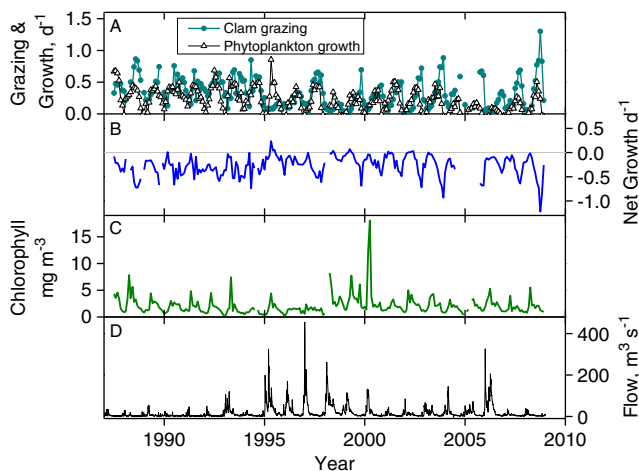 Grazing &
Growth, d⁻¹
1.5
1.0
0.5
0.0
A
Clam grazing
Phytoplankton growth
B
0.5
0.0
-0.5
-1.0
Net Growth d⁻¹
Chlorophyll
mg m⁻³
15
10
5
0
C
D
400
200
0
Flow, m³ s⁻¹
1990
1995
2000
2005
2010
Year